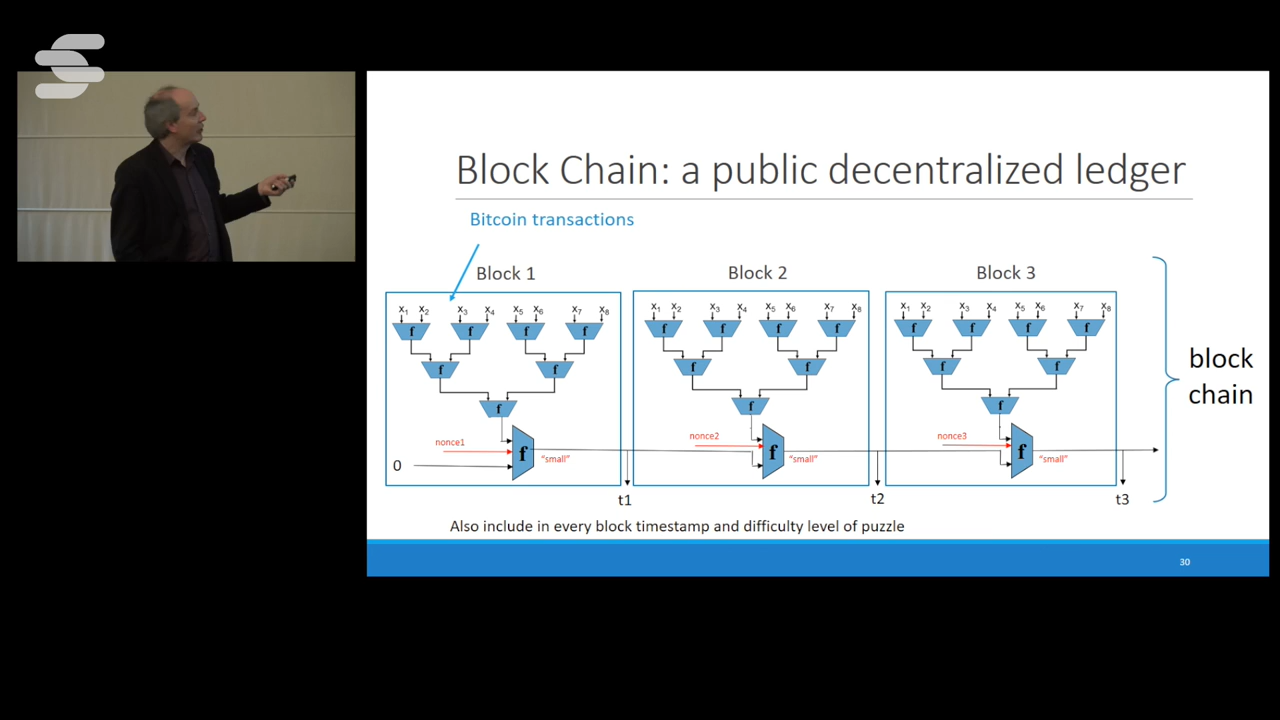 Block Chain: a public decentralized ledger
Bitcoin transactions
Block 1
Block 2
Block 3
x1 x2 x3 x4 x5 x6 x7 x8
x1 x2 x3 x4 x5 x6 x7 x8
x1 x2 x3 x4 x5 x6 x7 x8
f f f f
f f f f
f f f f
f f
f f
f f
f
f
f
block
chain
nonce1
nonce2
nonce3
f
f
f
"small"
"small"
"small"
0
t1
t2
t3
Also include in every block timestamp and difficulty level of puzzle
30